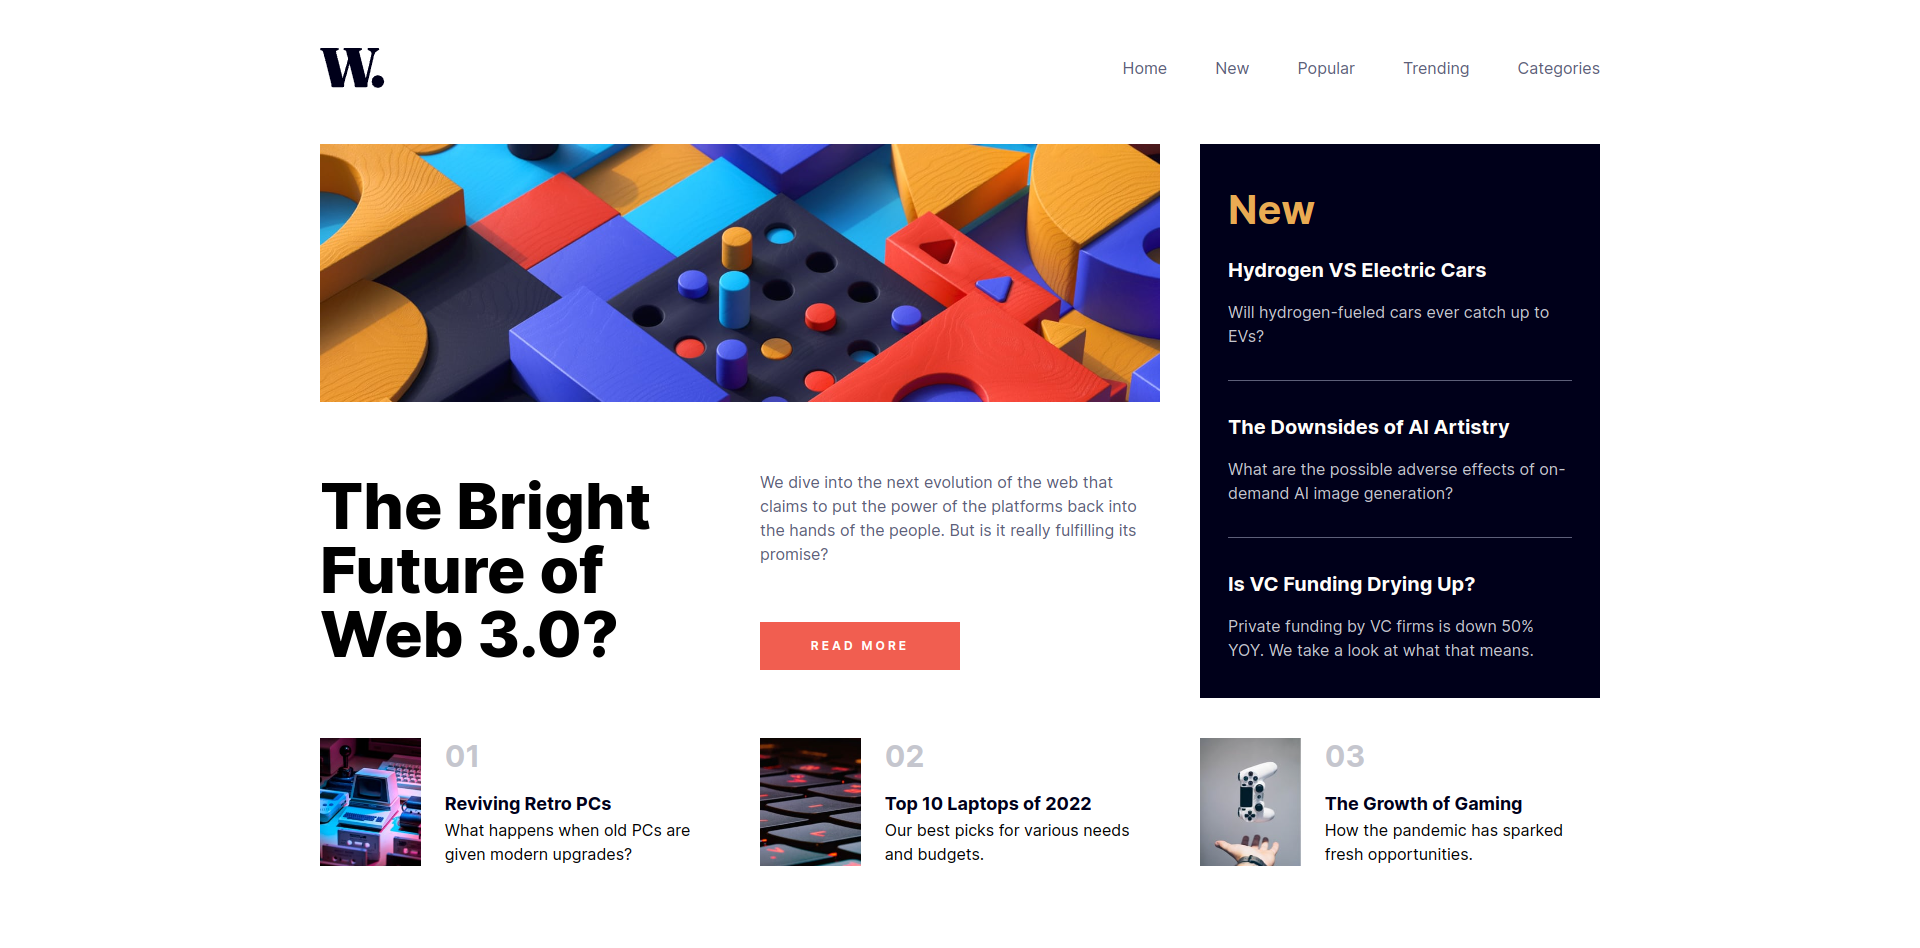 W.
Home New Popular Trending Categories
The Bright
Future of
Web 3.0?
We dive into the next evolution of the web that
claims to put the power of the platforms back into
the hands of the people. But is it really fulfilling its
promise?
READ MORE
New
Hydrogen VS Electric Cars
Will hydrogen-fueled cars ever catch up to
EVs?
The Downsides of AI Artistry
What are the possible adverse effects of on-
demand AI image generation?
Is VC Funding Drying Up?
Private funding by VC firms is down 50%
YOY. We take a look at what that means.
01
Reviving Retro PCs
What happens when old PCs are
given modern upgrades?
02
Top 10 Laptops of 2022
Our best picks for various needs
and budgets.
03
The Growth of Gaming
How the pandemic has sparked
fresh opportunities.